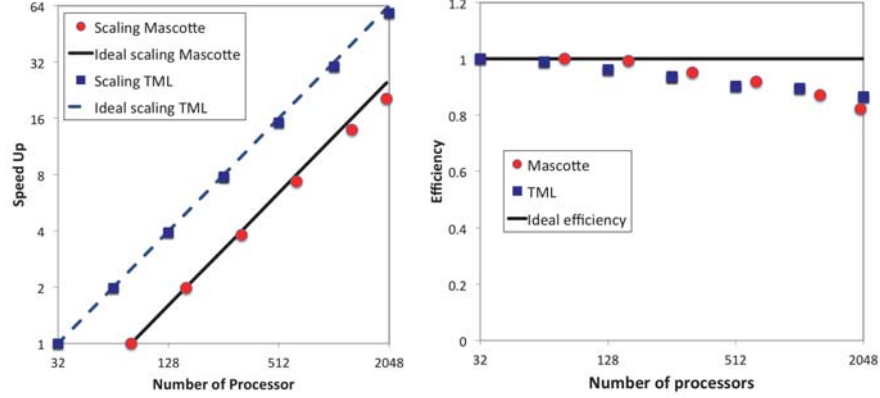 64
32
16
8
4
2
1
Speed Up
Scaling Mascotte
Ideal scaling Mascotte
Scaling TML
Ideal scaling TML
32
128
512
2048
Number of Processor
1.2
1
0.8
0.6
0.4
0.2
0
Efficiency
Mascotte
TML
Ideal efficiency
32
128
512
2048
Number of processors